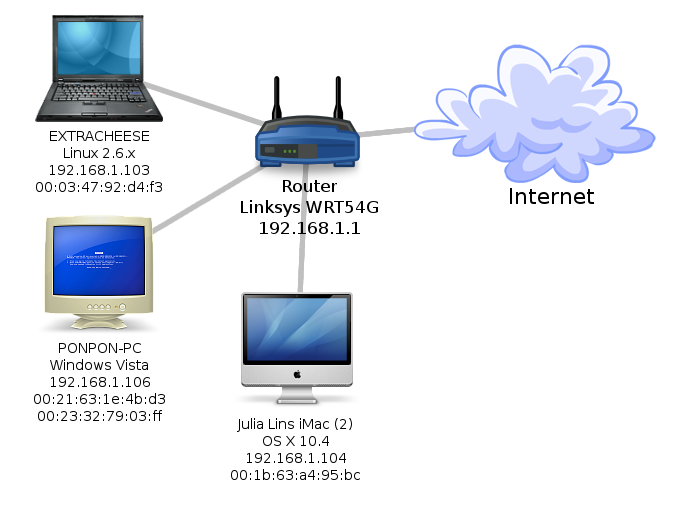 EXTRACHEESE
Linux 2.6.x
192.168.1.103
00:03:47:92:d4:f3
Router
Linksys WRT54G
192.168.1.1
Internet
PONPON-PC
Windows Vista
192.168.1.106
00:21:63:1e:4b:d3
00:23:32:79:03:ff
Julia Lins iMac (2)
OS X 10.4
192.168.1.104
00:1b:63:a4:95:bc